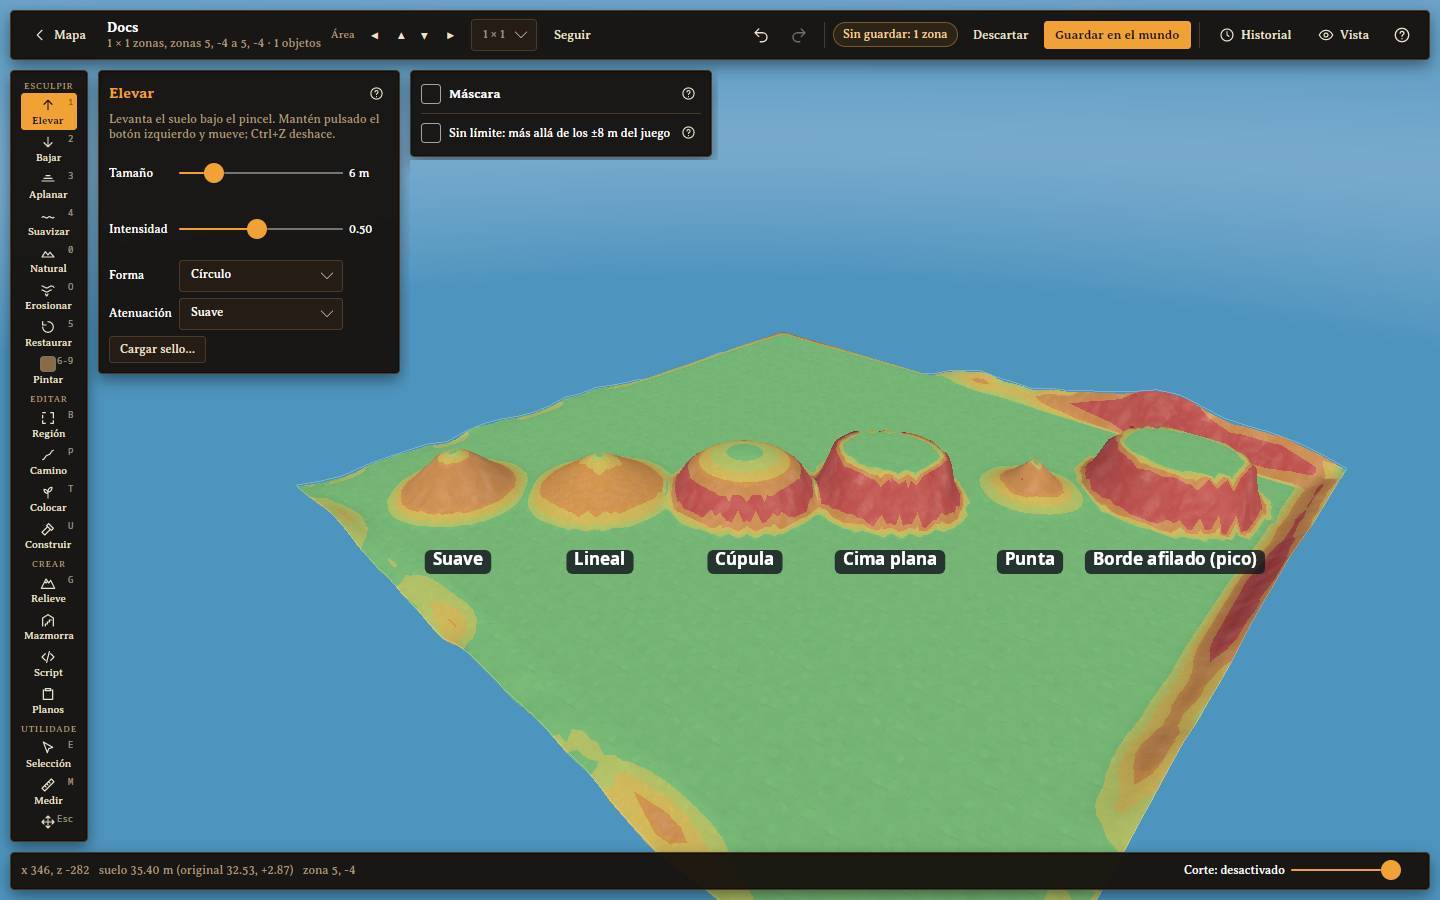 Mapa
Docs
1 × 1 zonas, zonas 5, -4 a 5, -4 · 1 objetos
Área
1 × 1
Seguir
Sin guardar: 1 zona
Descartar
Guardar en el mundo
Historial
Vista
ESCULPIR
1
Elevar
2
Bajar
3
Aplanar
4
Suavizar
0
Natural
O
Erosionar
5
Restaurar
6-9
Pintar
EDITAR
B
Región
P
Camino
T
Colocar
U
Construir
CREAR
G
Relieve
Mazmorra
Script
Planos
UTILIDADE
E
Selección
M
Medir
Esc
Elevar
Levanta el suelo bajo el pincel. Mantén pulsado el
botón izquierdo y mueve; Ctrl+Z deshace.
Tamaño 6 m
Intensidad 0.50
Forma Círculo
Atenuación Suave
Cargar sello...
Máscara
Sin límite: más allá de los ±8 m del juego
Suave
Lineal
Cúpula
Cima plana
Punta
Borde afilado (pico)
x 346, z -282 suelo 35.40 m (original 32.53, +2.87) zona 5, -4
Corte: desactivado